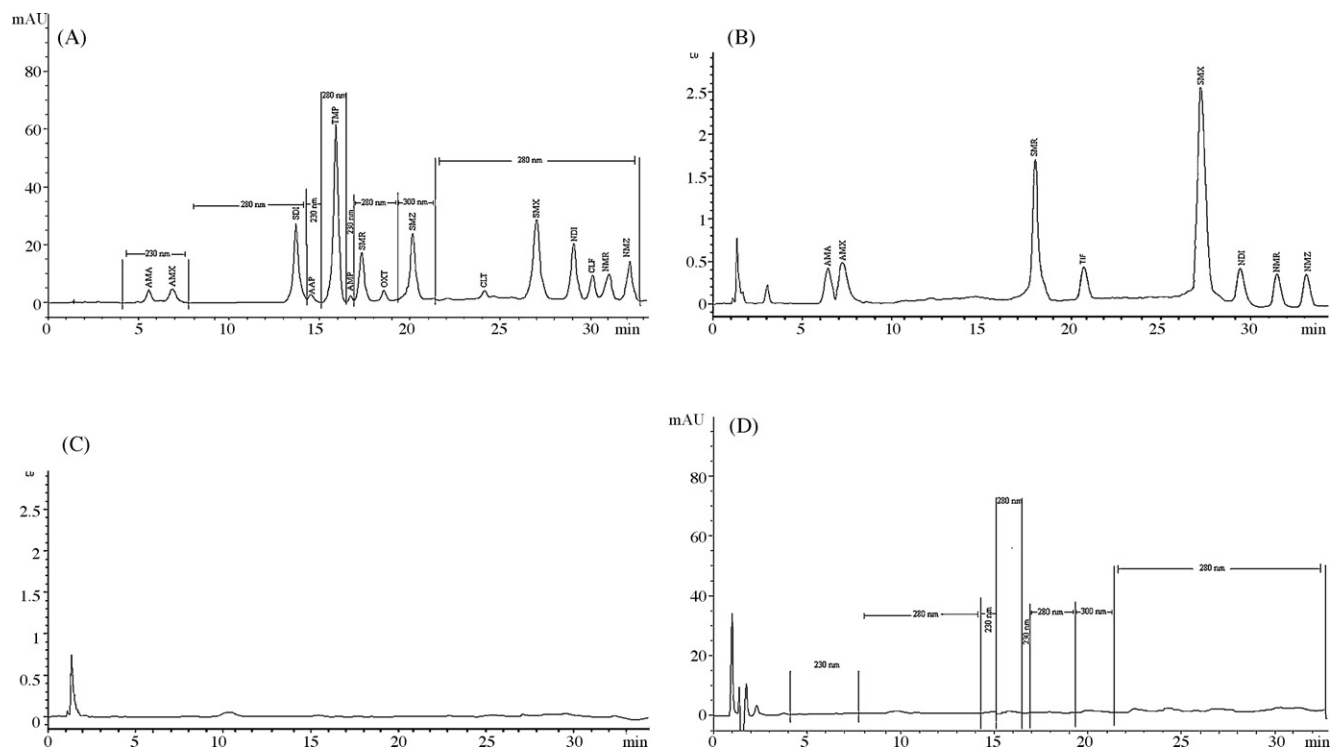 mAU
(A)
80
60
40
20
0
230 nm
280 nm
230 nm
280 nm
230 nm
280 nm
300 nm
280 nm
AMA
AMX
SDI
AAP
TMP
AMP
SMR
OXT
SMZ
CLT
SMX
NDI
CLF
NMR
NMZ
0 5 10 15 20 25 30 min
(B)
LU
2.5
2
1.5
1
0.5
0
AMA
AMX
SMR
TIF
SMX
NDI
NMR
NMZ
0 5 10 15 20 25 30 min
(C)
LU
2.5
2
1.5
1
0.5
0
0 5 10 15 20 25 30 min
mAU
(D)
80
60
40
20
0
230 nm
280 nm
230 nm
280 nm
230 nm
280 nm
300 nm
280 nm
0 5 10 15 20 25 30 min